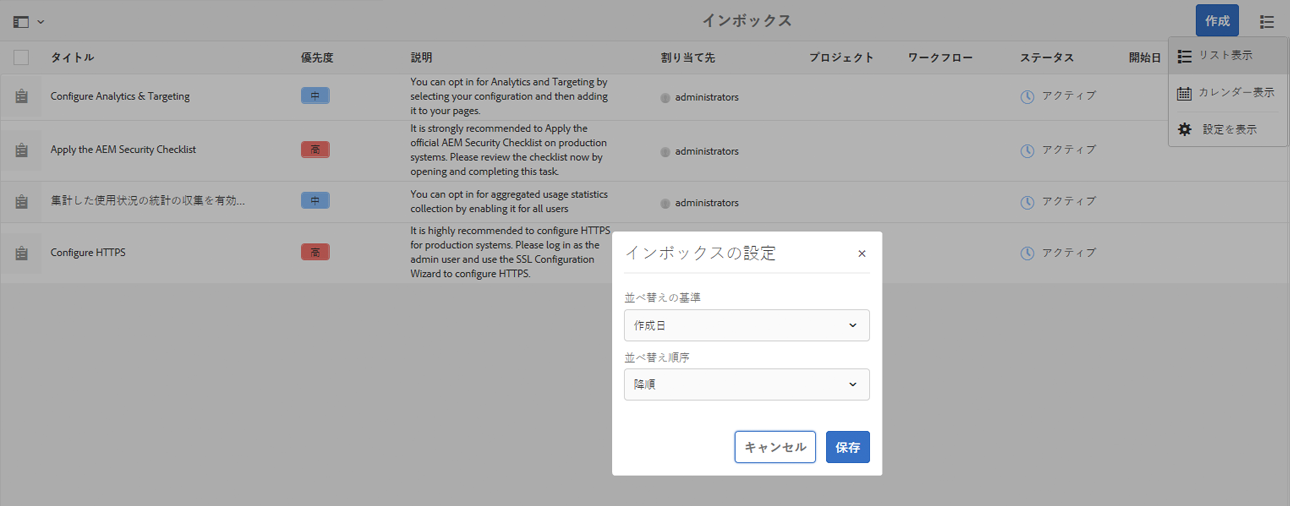 インボックス
作成
タイトル 優先度 説明 割り当て先 プロジェクト ワークフロー ステータス 開始日
リスト表示
カレンダー表示
設定を表示
Configure Analytics & Targeting
中
You can opt in for Analytics and Targeting by
selecting your configuration and then adding
it to your pages.
administrators
アクティブ
Apply the AEM Security Checklist
高
It is strongly recommended to Apply the
official AEM Security Checklist on production
systems. Please review the checklist now by
opening and completing this task.
administrators
アクティブ
集計した使用状況の統計の収集を有効...
中
You can opt in for aggregated usage statistics
collection by enabling it for all users
administrators
アクティブ
Configure HTTPS
高
It is highly recommended to configure HTTPS
for production systems. Please log in as the
admin user and use the SSL Configuration
Wizard to configure HTTPS.
アクティブ
インボックスの設定
並べ替えの基準
作成日
並べ替え順序
降順
キャンセル 保存